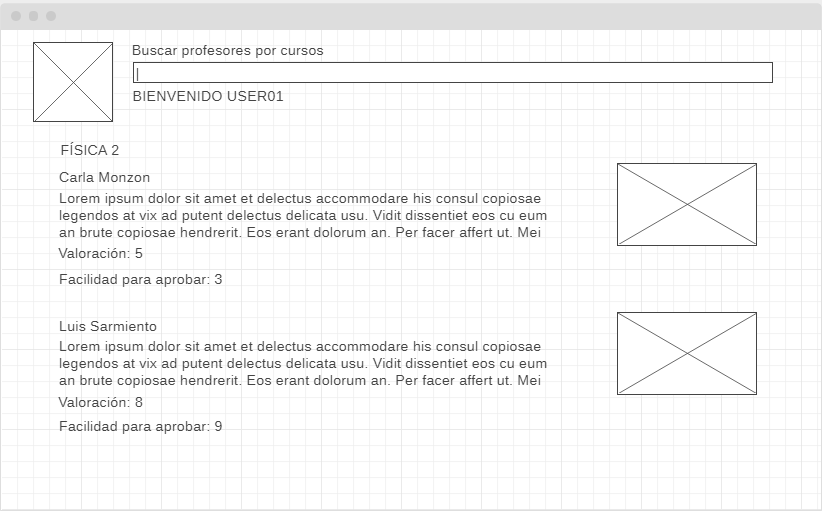 Buscar profesores por cursos
BIENVENIDO USER01
FÍSICA 2
Carla Monzon
Lorem ipsum dolor sit amet et delectus accommodare his consul copiosae
legendos at vix ad putent delectus delicata usu. Vidit dissentiet eos cu eum
an brute copiosae hendrerit. Eos erant dolorum an. Per facer affert ut. Mei
Valoración: 5
Facilidad para aprobar: 3
Luis Sarmiento
Lorem ipsum dolor sit amet et delectus accommodare his consul copiosae
legendos at vix ad putent delectus delicata usu. Vidit dissentiet eos cu eum
an brute copiosae hendrerit. Eos erant dolorum an. Per facer affert ut. Mei
Valoración: 8
Facilidad para aprobar: 9